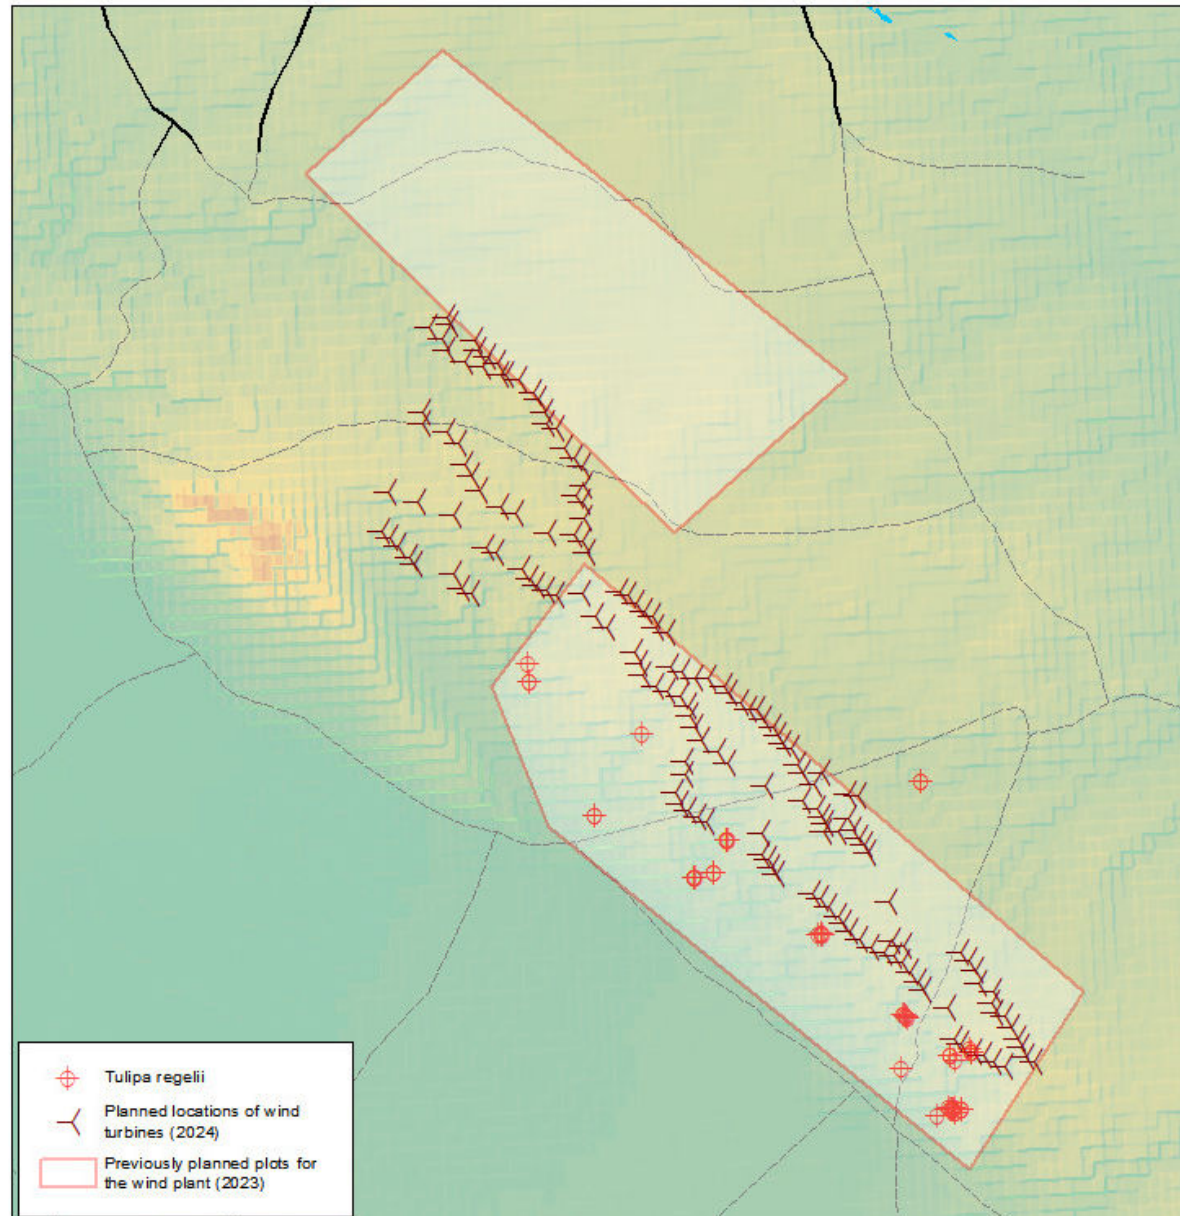 Tulipa regelii
Planned locations of wind
turbines (2024)
Previously planned plots for
the wind plant (2023)